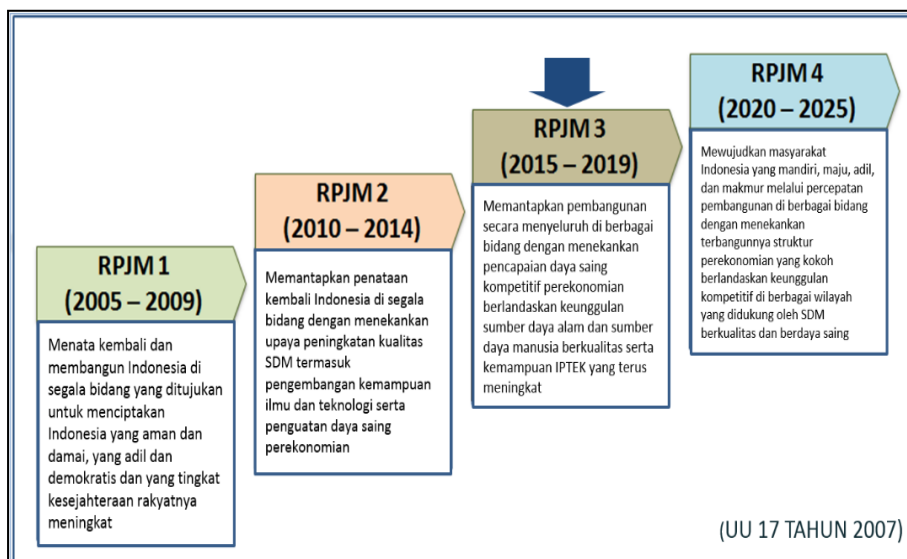 RPJM 1
(2005 – 2009)
Menata kembali dan
membangun Indonesia di
segala bidang yang ditujukan
untuk menciptakan
Indonesia yang aman dan
damai, yang adil dan
demokratis dan yang tingkat
kesejahteraan rakyatnya
meningkat
RPJM 2
(2010 – 2014)
Memantapkan penataan
kembali Indonesia di segala
bidang dengan menekankan
upaya peningkatan kualitas
SDM termasuk
pengembangan kemampuan
ilmu dan teknologi serta
penguatan daya saing
perekonomian
RPJM 3
(2015 – 2019)
Memantapkan pembangunan
secara menyeluruh di berbagai
bidang dengan menekankan
pencapaian daya saing
kompetitif perekonomian
berlandaskan keunggulan
sumber daya alam dan sumber
daya manusia berkualitas serta
kemampuan IPTEK yang terus
meningkat
RPJM 4
(2020 – 2025)
Mewujudkan masyarakat
Indonesia yang mandiri, maju, adil,
dan makmur melalui percepatan
pembangunan di berbagai bidang
dengan menekankan
terbangunnya struktur
perekonomian yang kokoh
berlandaskan keunggulan
kompetitif di berbagai wilayah
yang didukung oleh SDM
berkualitas dan berdaya saing
(UU 17 TAHUN 2007)